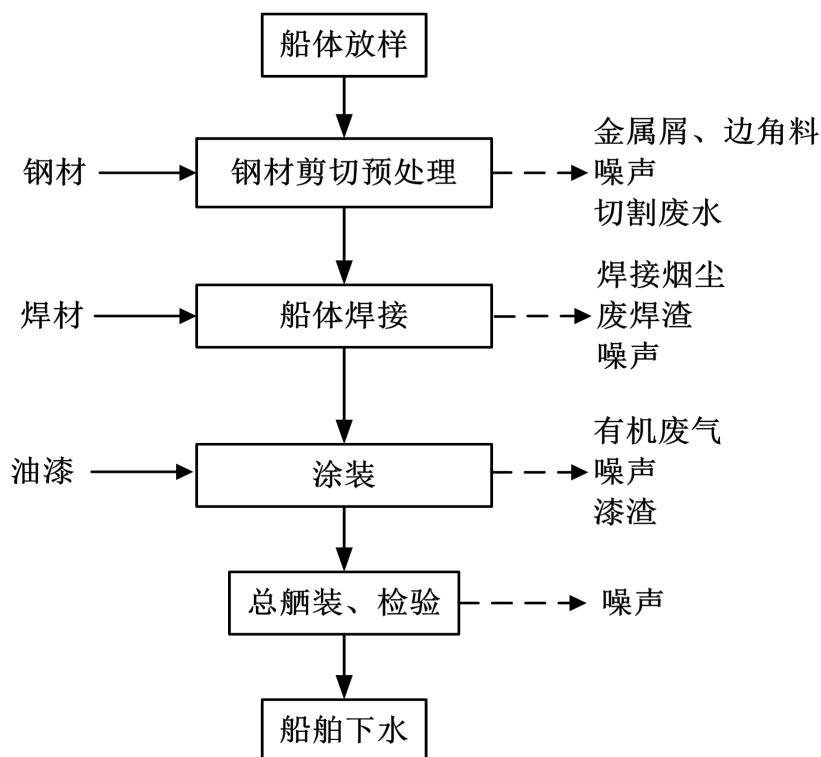 船体放样
钢材
钢材剪切预处理
金属屑、边角料
噪声
切割废水
焊材
船体焊接
焊接烟尘
废焊渣
噪声
油漆
涂装
有机废气
噪声
漆渣
总舾装、检验
噪声
船舶下水